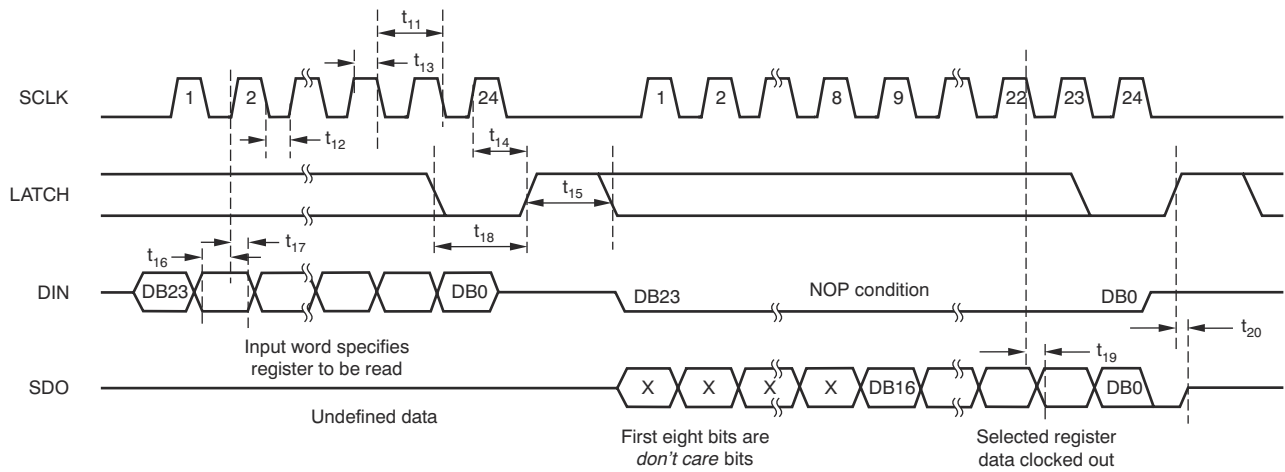 t11
t13
SCLK
1
2
24
1
2
8
9
22
23
24
t12
t14
LATCH
t15
t18
t16
t17
DIN
DB23
DB0
DB23
NOP condition
DB0
t20
Input word specifies
register to be read
t19
SDO
X
X
X
X
DB16
DB0
Undefined data
First eight bits are
don't care bits
Selected register
data clocked out